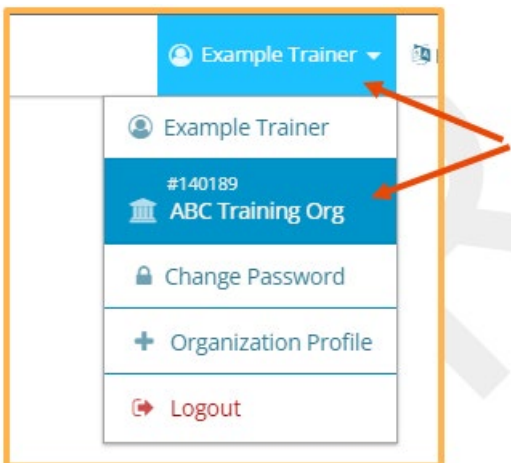 Example Trainer
Example Trainer
#140189
ABC Training Org
Change Password
Organization Profile
Logout